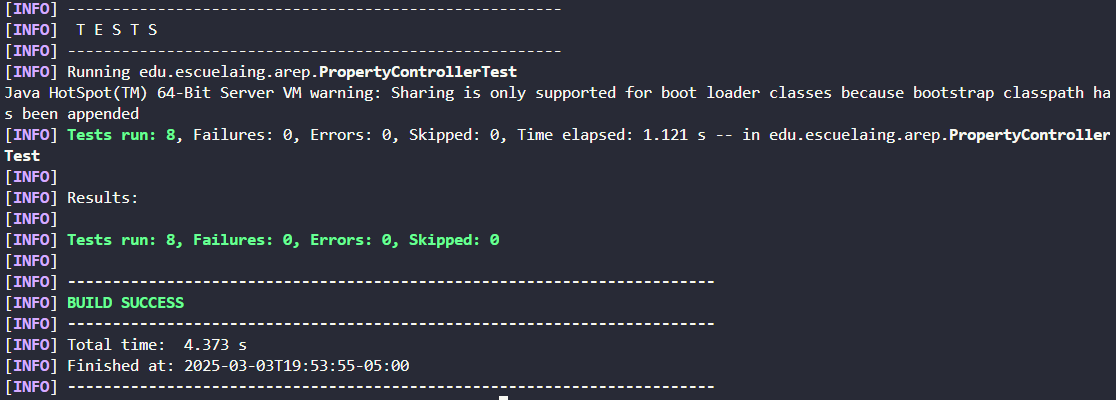 [INFO] -------------------------------------------------------
[INFO]  T E S T S
[INFO] -------------------------------------------------------
[INFO] Running edu.escuelaing.arep.PropertyControllerTest
Java HotSpot(TM) 64-Bit Server VM warning: Sharing is only supported for boot loader classes because bootstrap classpath ha
s been appended
[INFO] Tests run: 8, Failures: 0, Errors: 0, Skipped: 0, Time elapsed: 1.121 s -- in edu.escuelaing.arep.PropertyController
Test
[INFO]
[INFO] Results:
[INFO]
[INFO] Tests run: 8, Failures: 0, Errors: 0, Skipped: 0
[INFO]
[INFO] ------------------------------------------------------------------------
[INFO] BUILD SUCCESS
[INFO] ------------------------------------------------------------------------
[INFO] Total time:  4.373 s
[INFO] Finished at: 2025-03-03T19:53:55-05:00
[INFO] ------------------------------------------------------------------------